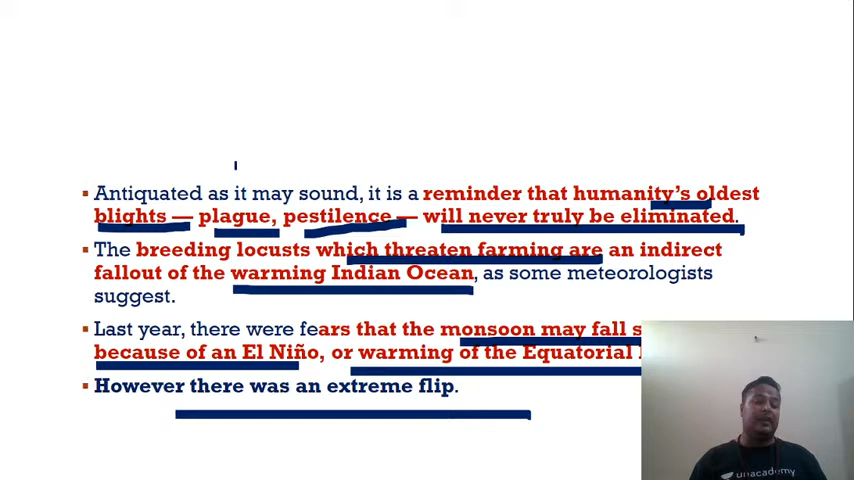 Antiquated as it may sound, it is a reminder that humanity's oldest
blights — plague, pestilence — will never truly be eliminated.
The breeding locusts which threaten farming are an indirect
fallout of the warming Indian Ocean, as some meteorologists
suggest.
Last year, there were fears that the monsoon may fall
because of an El Niño, or warming of the Equatorial
However there was an extreme flip.
unacademy